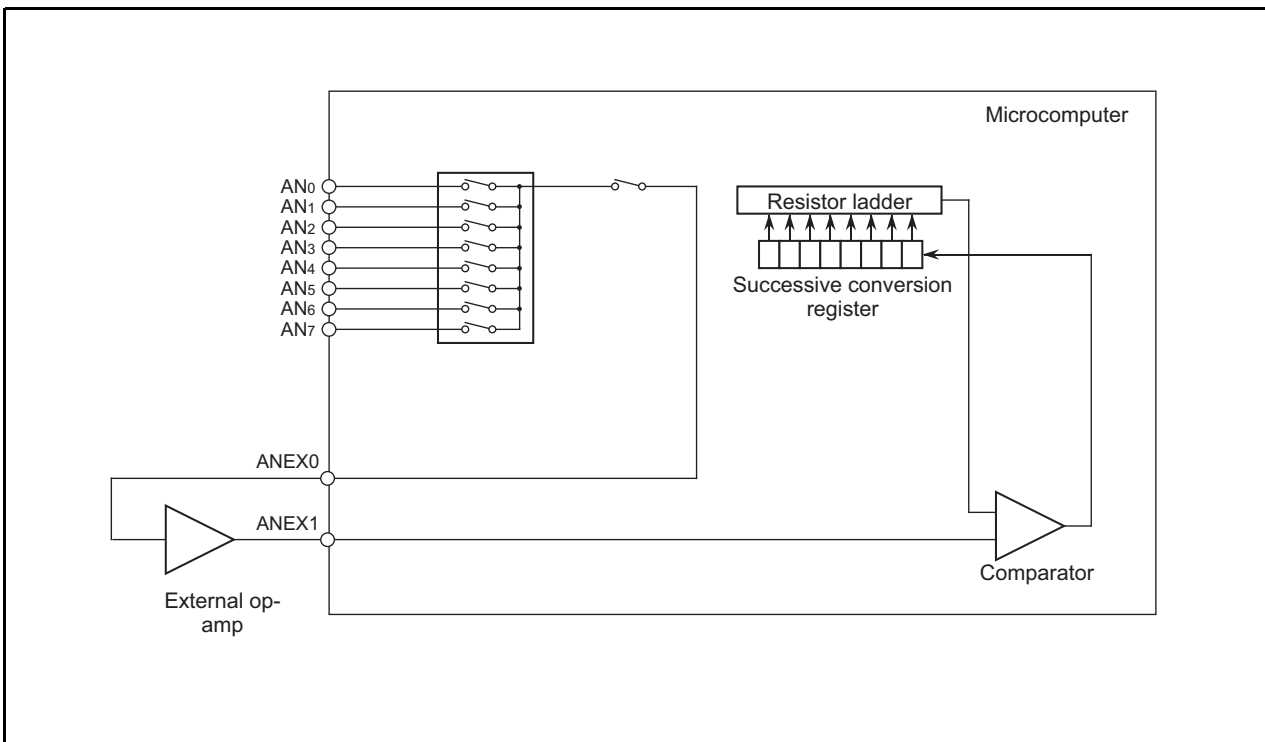 Microcomputer
AN0
AN1
AN2
AN3
AN4
AN5
AN6
AN7
Resistor ladder
Successive conversion
register
ANEX0
ANEX1
Comparator
External op-
amp